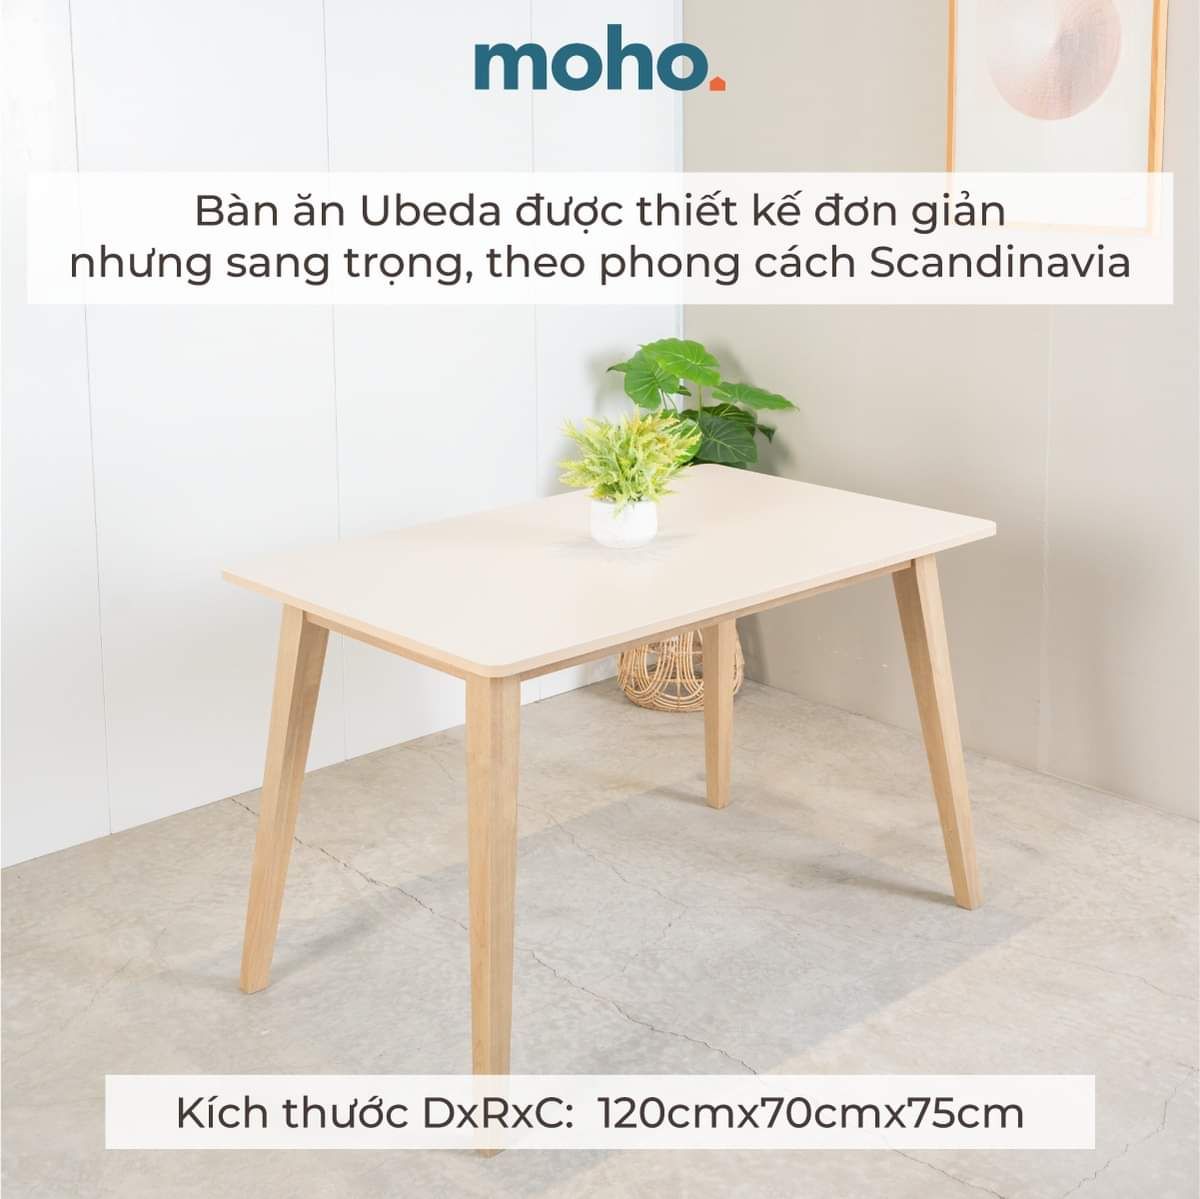 moho.
Bàn ăn Ubeda được thiết kế đơn giản
nhưng sang trọng, theo phong cách Scandinavia
Kích thước DxRxC: 120cmx70cmx75cm